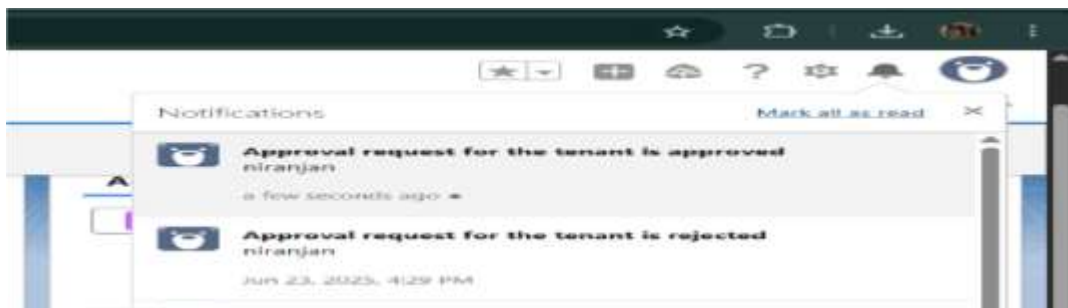 Notifications
Mark all as read
Approval request for the tenant is approved
niranjan
a few seconds ago
A
Approval request for the tenant is rejected
niranjan
Jun 23, 2025, 4:29 PM